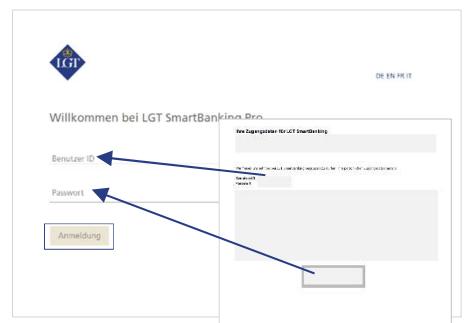 LGT
DE EN FR IT
Willkommen bei LGT SmartBanking Pro
Ihre Zugangsdaten für LGT SmartBanking
Benutzer ID
Passwort
Anmeldung